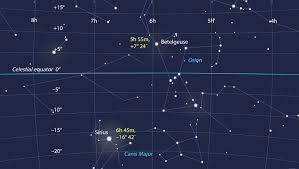 8h 7h 6h 5h 4h
+10°
5h 55m,
+7° 24´
Betelgeuse
+5°
Orion
Celestial equator 0°
−5°
−10°
−15°
6h 45m,
−16° 42´
Sirius
−20°
Canis Major